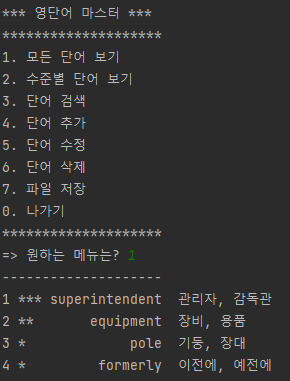 *** 영단어 마스터 ***
********************
1. 모든 단어 보기
2. 수준별 단어 보기
3. 단어 검색
4. 단어 추가
5. 단어 수정
6. 단어 삭제
7. 파일 저장
0. 나가기
********************
=> 원하는 메뉴는? 1
--------------------
1 *** superintendent  관리자, 감독관
2 **       equipment  장비, 용품
3 *             pole  기둥, 장대
4 *         formerly  이전에, 예전에